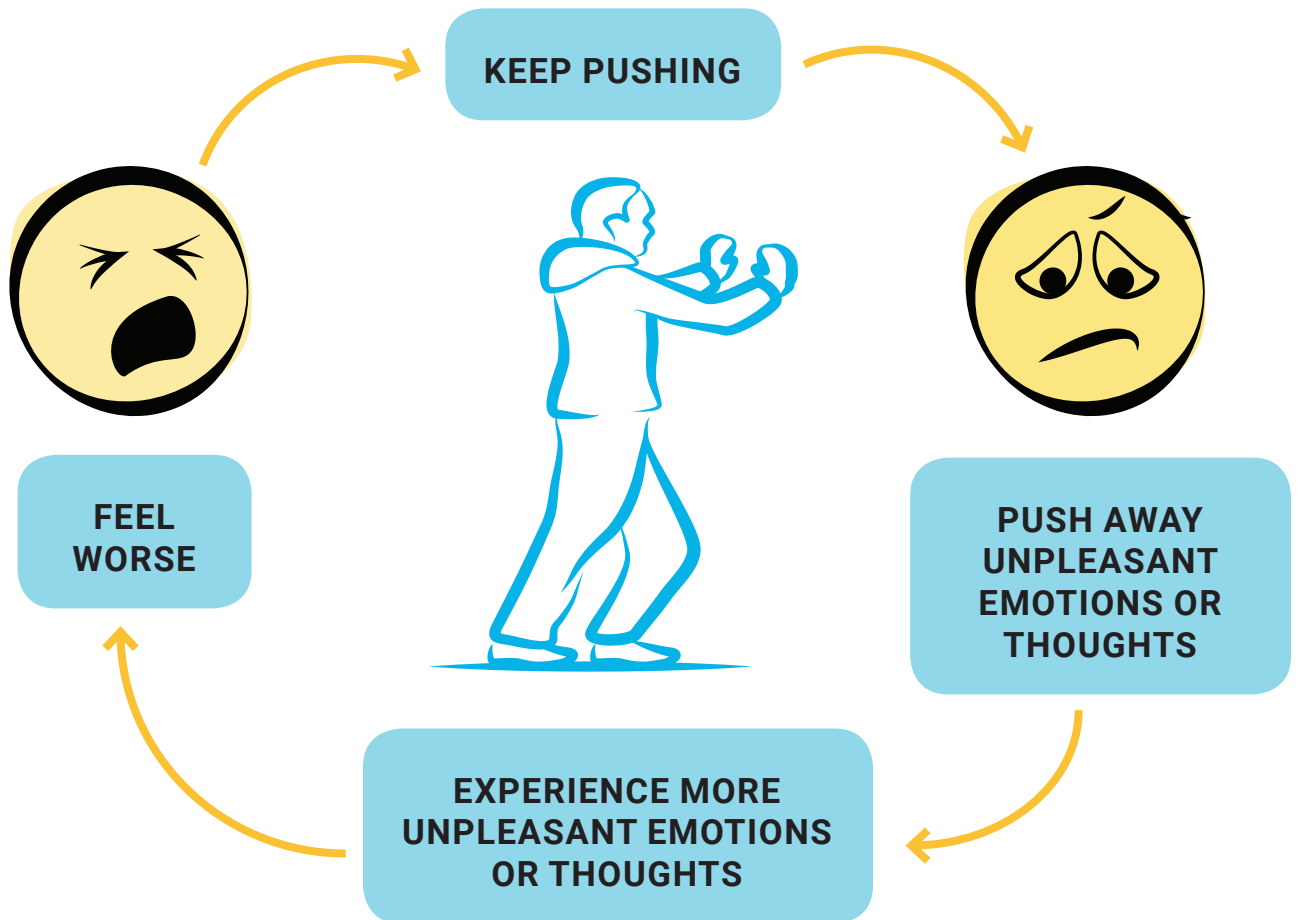 KEEP PUSHING
PUSH AWAY
UNPLEASANT
EMOTIONS OR
THOUGHTS
EXPERIENCE MORE
UNPLEASANT EMOTIONS
OR THOUGHTS
FEEL
WORSE